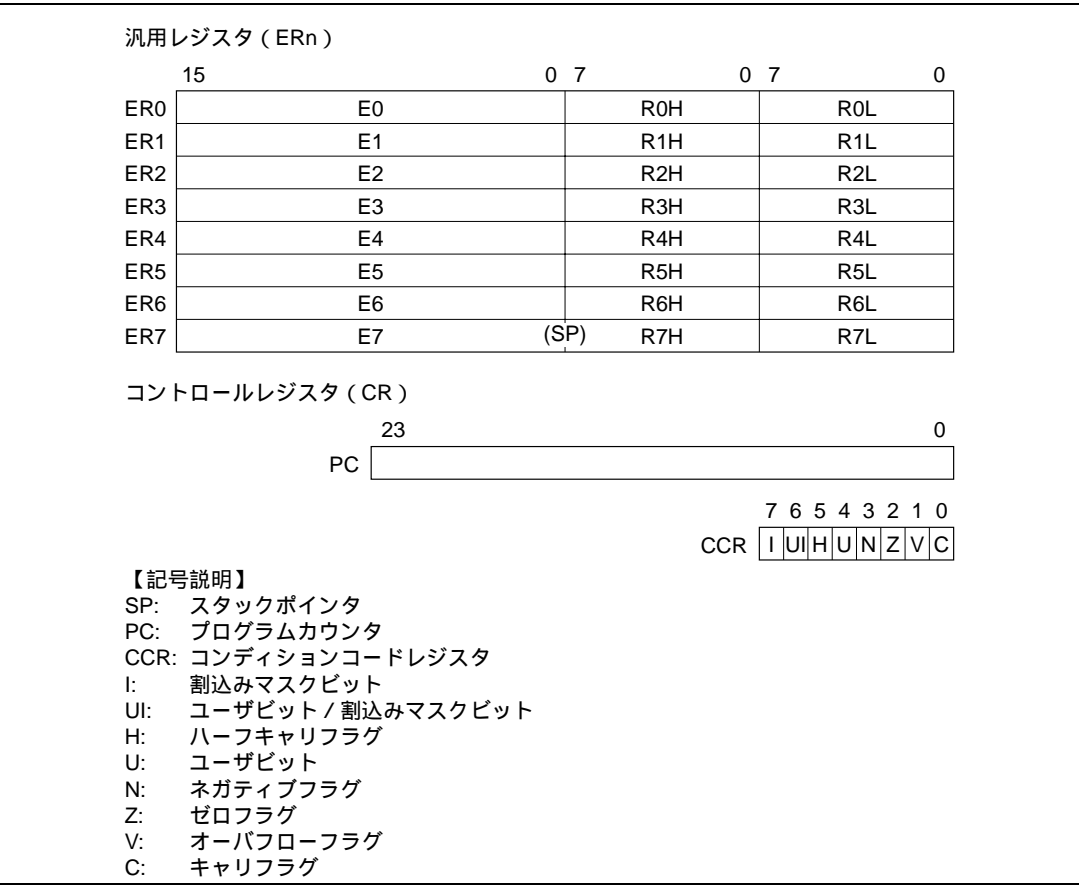 汎用レジスタ（ERn）
15 0 7 0 7 0
ER0 E0 R0H R0L
ER1 E1 R1H R1L
ER2 E2 R2H R2L
ER3 E3 R3H R3L
ER4 E4 R4H R4L
ER5 E5 R5H R5L
ER6 E6 R6H R6L
ER7 E7 (SP) R7H R7L
コントロールレジスタ（CR）
23 0
PC
7 6 5 4 3 2 1 0
CCR I UI H U N Z V C
【記号説明】
SP: スタックポインタ
PC: プログラムカウンタ
CCR: コンディションコードレジスタ
I: 割込みマスクビット
UI: ユーザビット／割込みマスクビット
H: ハーフキャリフラグ
U: ユーザビット
N: ネガティブフラグ
Z: ゼロフラグ
V: オーバフローフラグ
C: キャリフラグ